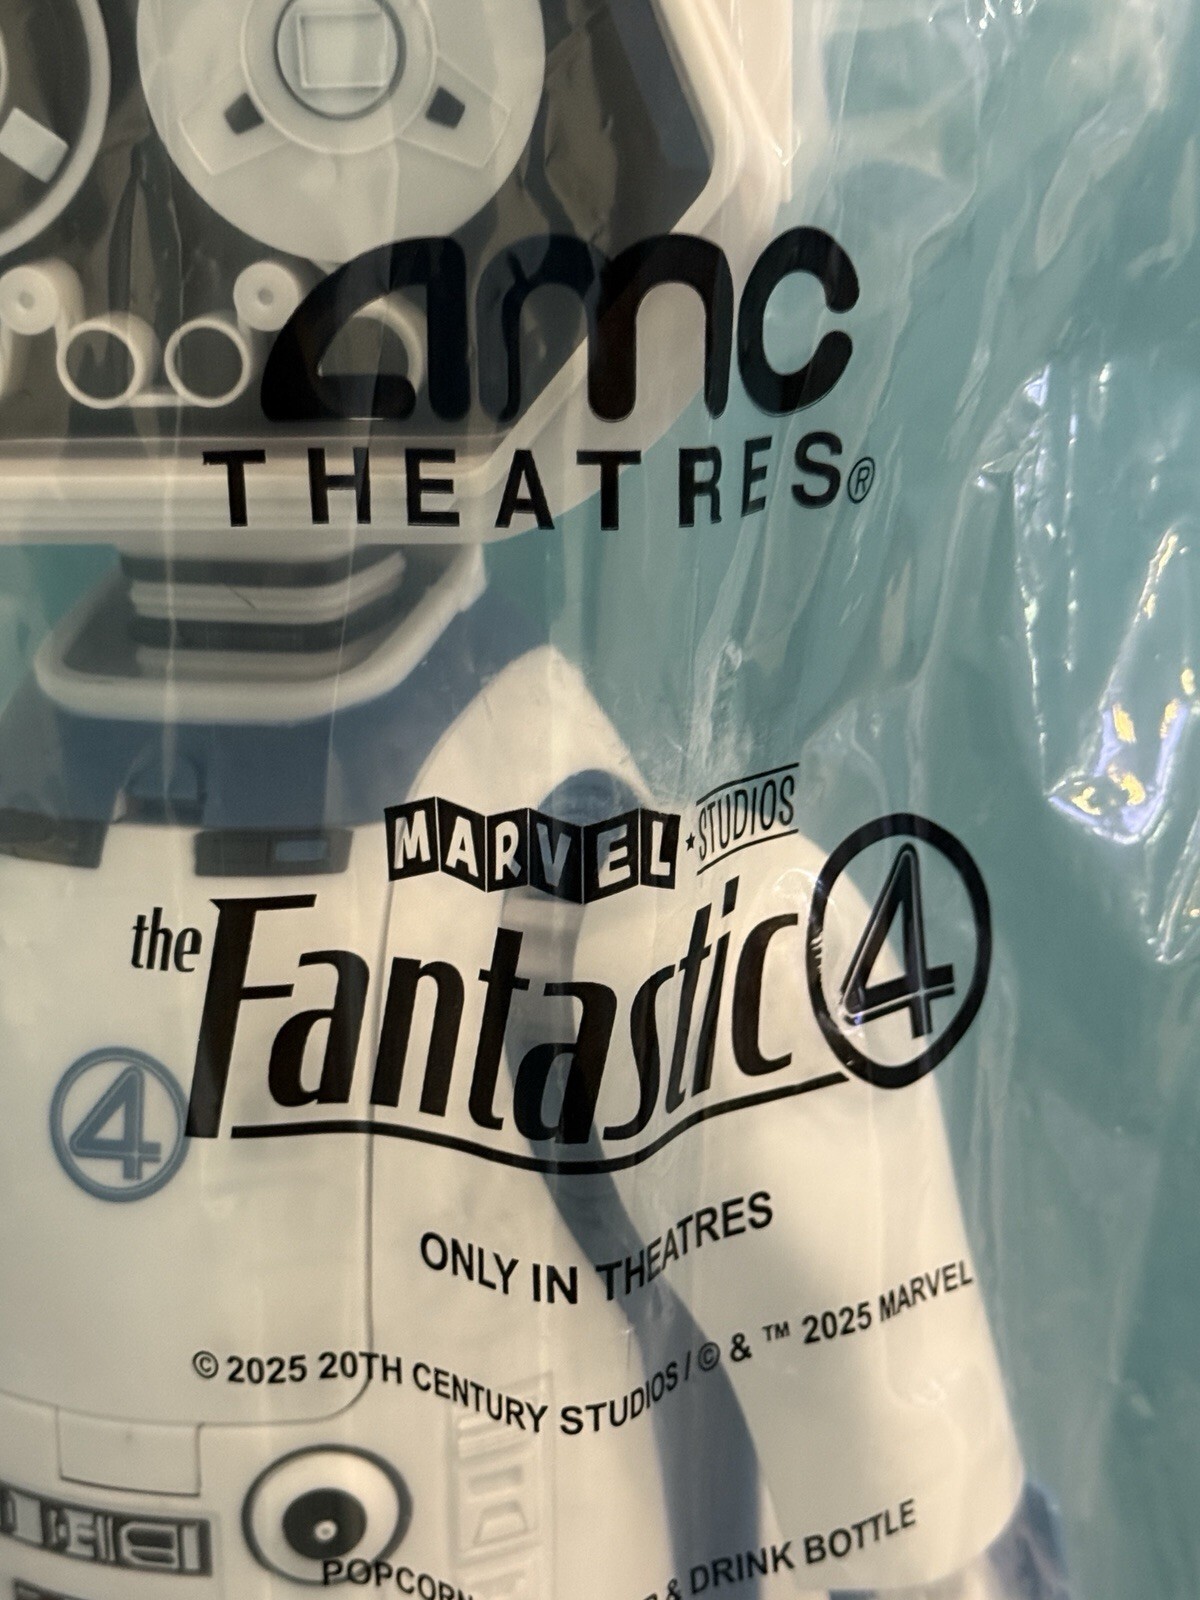 amc
THEATRES®
MARVEL STUDIOS
the Fantastic 4
4
ONLY IN THEATRES
© 2025 20TH CENTURY STUDIOS / © & ™ 2025 MARVEL
& DRINK BOTTLE